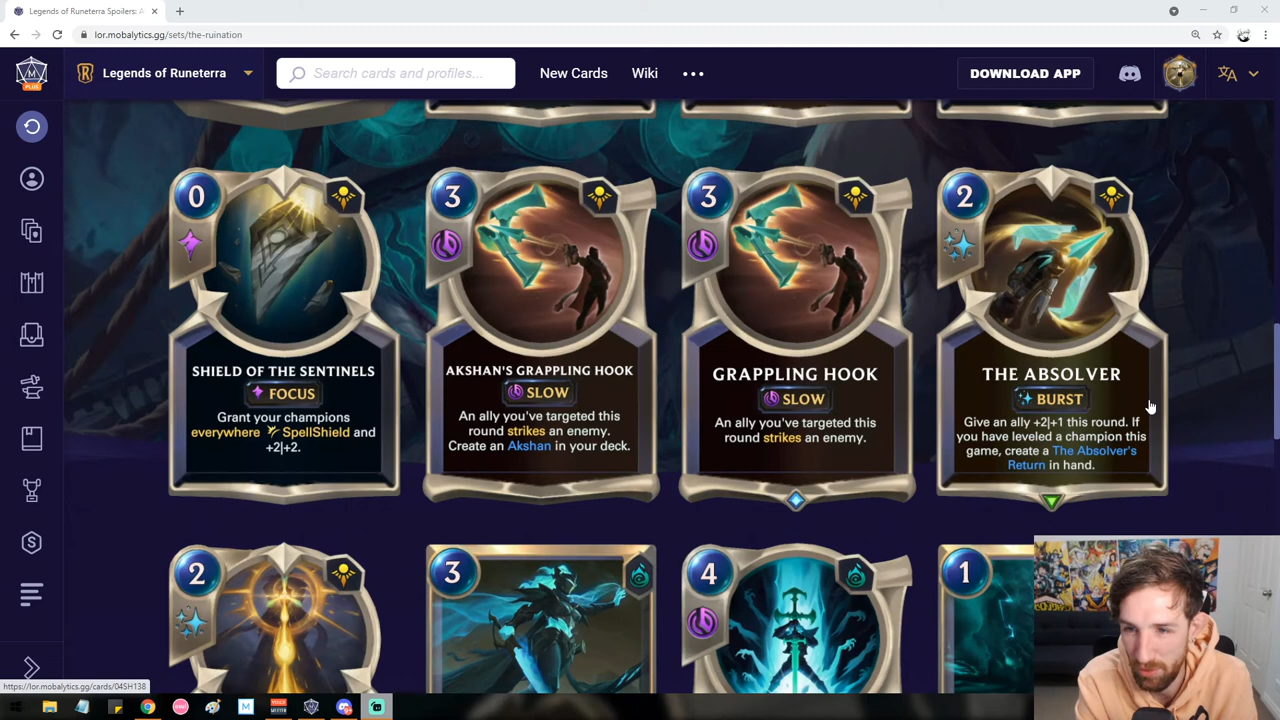 Legends of Runeterra Spoilers: A
lor.mobalytics.gg/sets/the-ruination
M
PLUS
Legends of Runeterra
Search cards and profiles...
New Cards
Wiki
DOWNLOAD APP
0
3
3
2
SHIELD OF THE SENTINELS
FOCUS
Grant your champions
everywhere SpellShield and
+2|+2.
AKSHAN'S GRAPPLING HOOK
SLOW
An ally you've targeted this
round strikes an enemy.
Create an Akshan in your deck.
GRAPPLING HOOK
SLOW
An ally you've targeted this
round strikes an enemy.
THE ABSOLVER
BURST
Give an ally +2|+1 this round. If
you have leveled a champion this
game, create a The Absolver's
Return in hand.
2
3
4
1
https://lor.mobalytics.gg/cards/04SH138